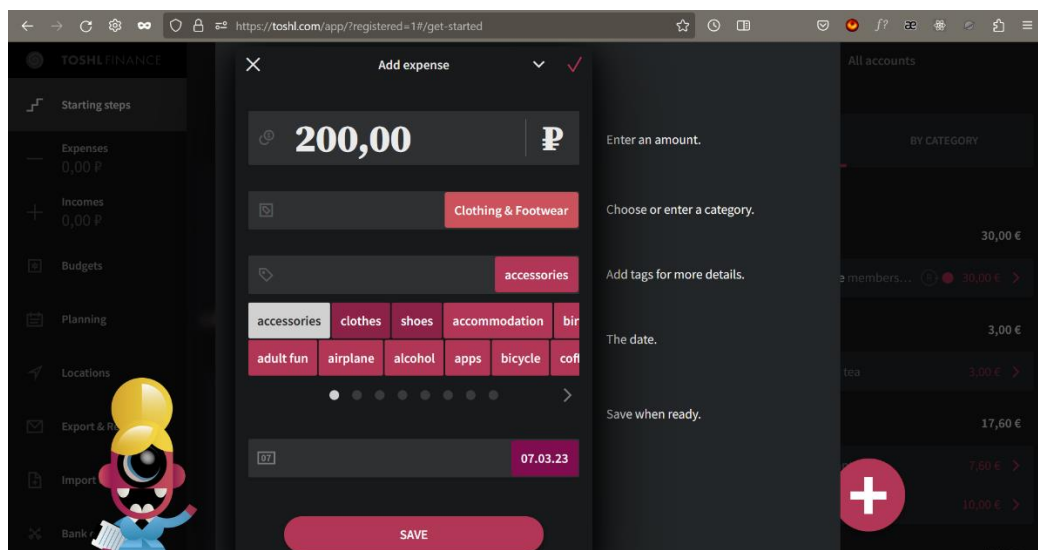 https://toshl.com/app/?registered=1#/get-started
TOSHL FINANCE
Starting steps
Expenses
0,00 ₽
Incomes
0,00 ₽
Budgets
Planning
Locations
Export &
Import
Bank
Add expense
200,00 ₽
Clothing & Footwear
accessories
accessories clothes shoes accommodation
adult fun airplane alcohol apps bicycle
07
07.03.23
SAVE
Enter an amount.
Choose or enter a category.
Add tags for more details.
The date.
Save when ready.
All accounts
BY CATEGORY
30,00 €
members... 30,00 €
3,00 €
tea 3,00 €
17,60 €
7,60 €
10,00 €